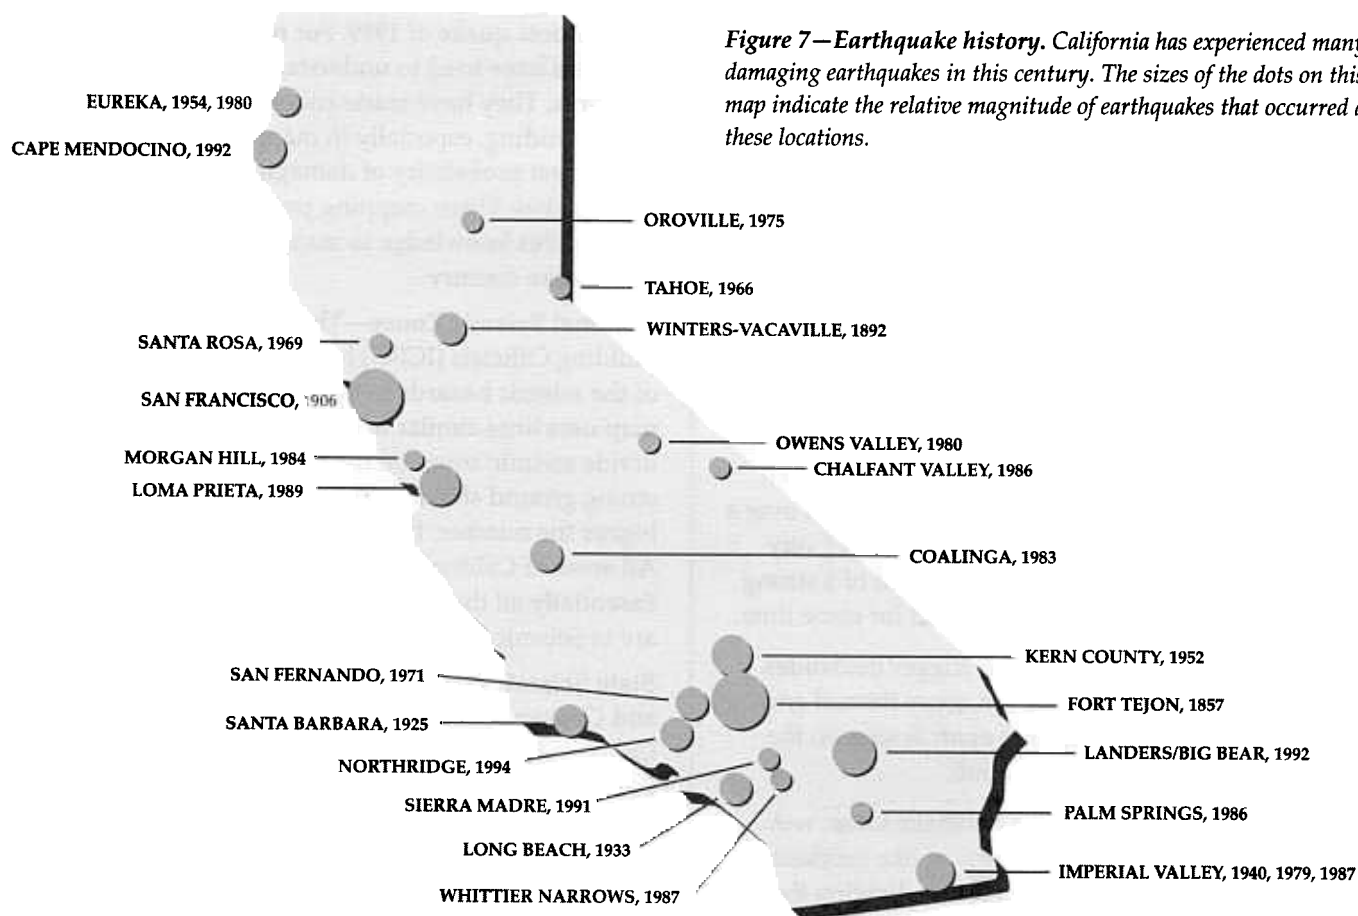 Figure 7—Earthquake history. California has experienced many
damaging earthquakes in this century. The sizes of the dots on this
map indicate the relative magnitude of earthquakes that occurred
these locations.
EUREKA, 1954, 1980
CAPE MENDOCINO, 1992
OROVILLE, 1975
TAHOE, 1966
WINTERS-VACAVILLE, 1892
SANTA ROSA, 1969
SAN FRANCISCO, 1906
OWENS VALLEY, 1980
MORGAN HILL, 1984
CHALFANT VALLEY, 1986
LOMA PRIETA, 1989
COALINGA, 1983
KERN COUNTY, 1952
SAN FERNANDO, 1971
FORT TEJON, 1857
SANTA BARBARA, 1925
LANDERS/BIG BEAR, 1992
NORTHRIDGE, 1994
SIERRA MADRE, 1991
PALM SPRINGS, 1986
LONG BEACH, 1933
IMPERIAL VALLEY, 1940, 1979, 1987
WHITTIER NARROWS, 1987